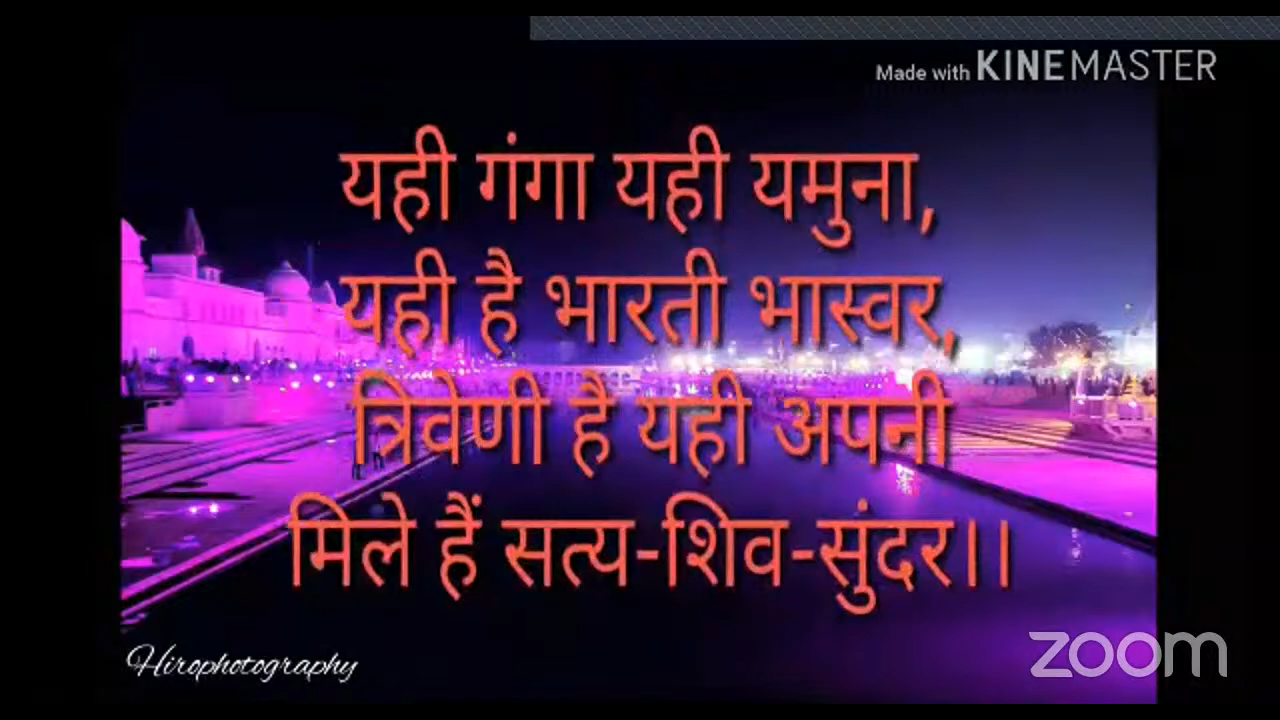 Made with KINEMASTER
यही गंगा यही यमुना,
यही है भारती भास्वर,
त्रिवेणी है यही अपनी
मिले हैं सत्य-शिव-सुंदर।।
Hirophotography
zoom